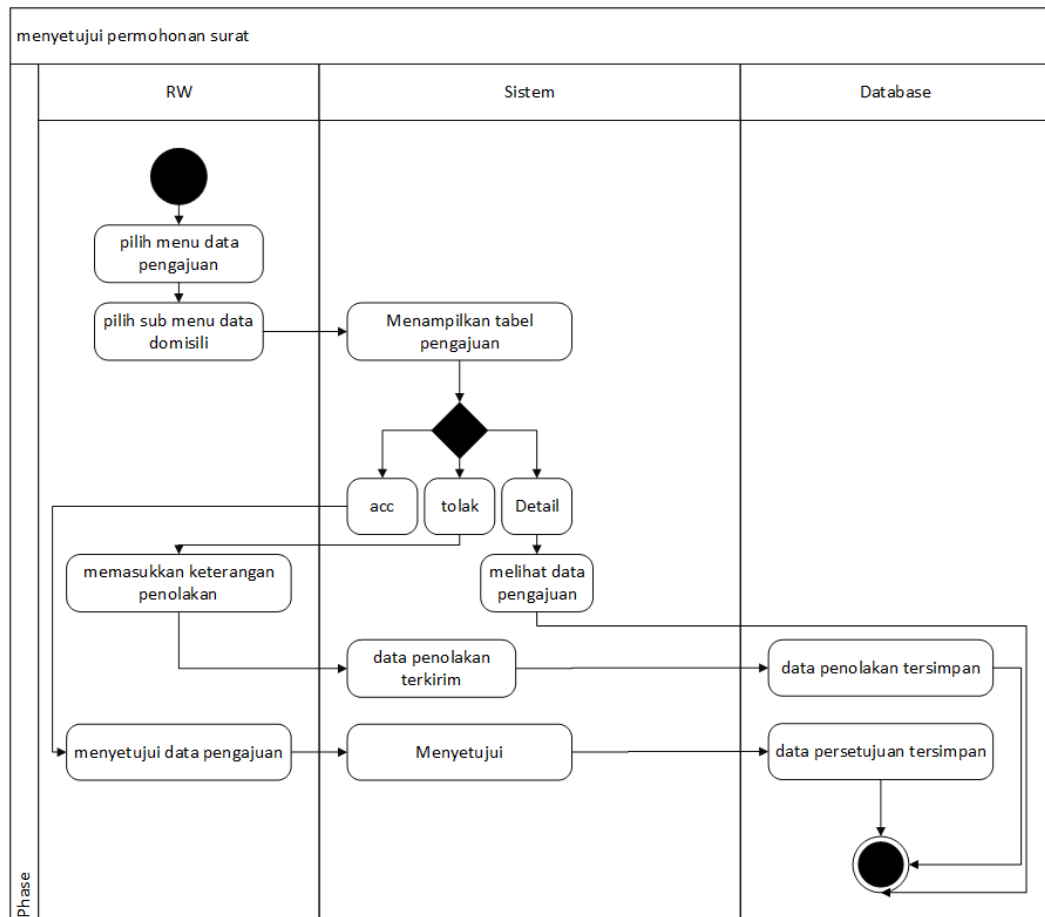 menyetujui permohonan surat
RW
Sistem
Database
pilih menu data
pengajuan
pilih sub menu data
domisili
Menampilkan tabel
pengajuan
acc
tolak
Detail
memasukkan keterangan
penolakan
melihat data
pengajuan
data penolakan
terkirim
data penolakan tersimpan
menyetujui data pengajuan
Menyetujui
data persetujuan tersimpan
Phase